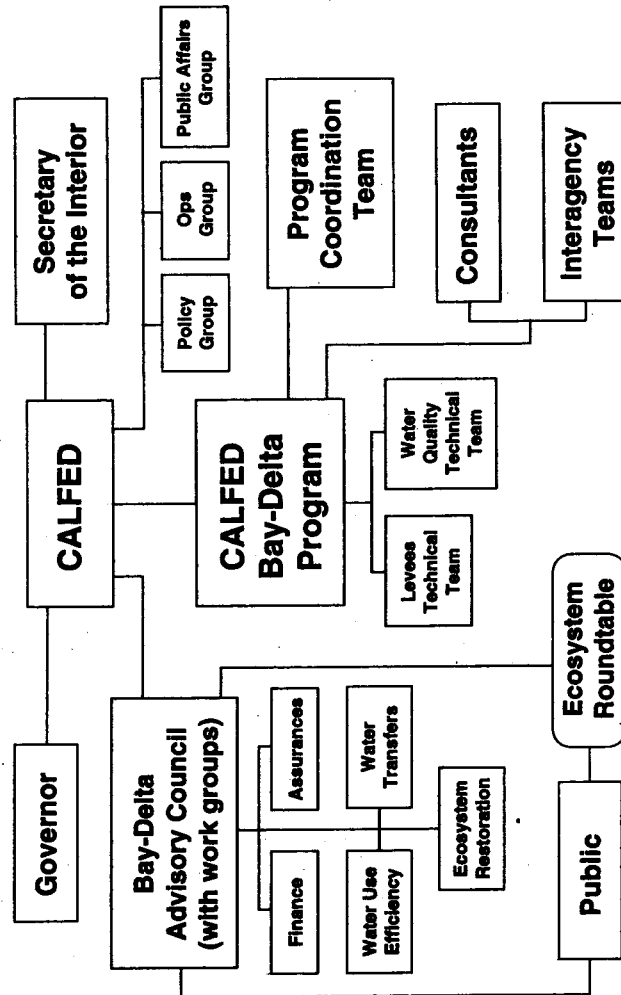 Governor
CALFED
Secretary
of the Interior
Bay-Delta
Advisory Council
(with work groups)
Policy
Group
Ops
Group
Public Affairs
Group
CALFED
Bay-Delta
Program
Program
Coordination
Team
Finance
Assurances
Water Use
Efficiency
Water
Transfers
Ecosystem
Restoration
Levees
Technical
Team
Water
Quality
Technical
Team
Consultants
Interagency
Teams
Public
Ecosystem
Roundtable